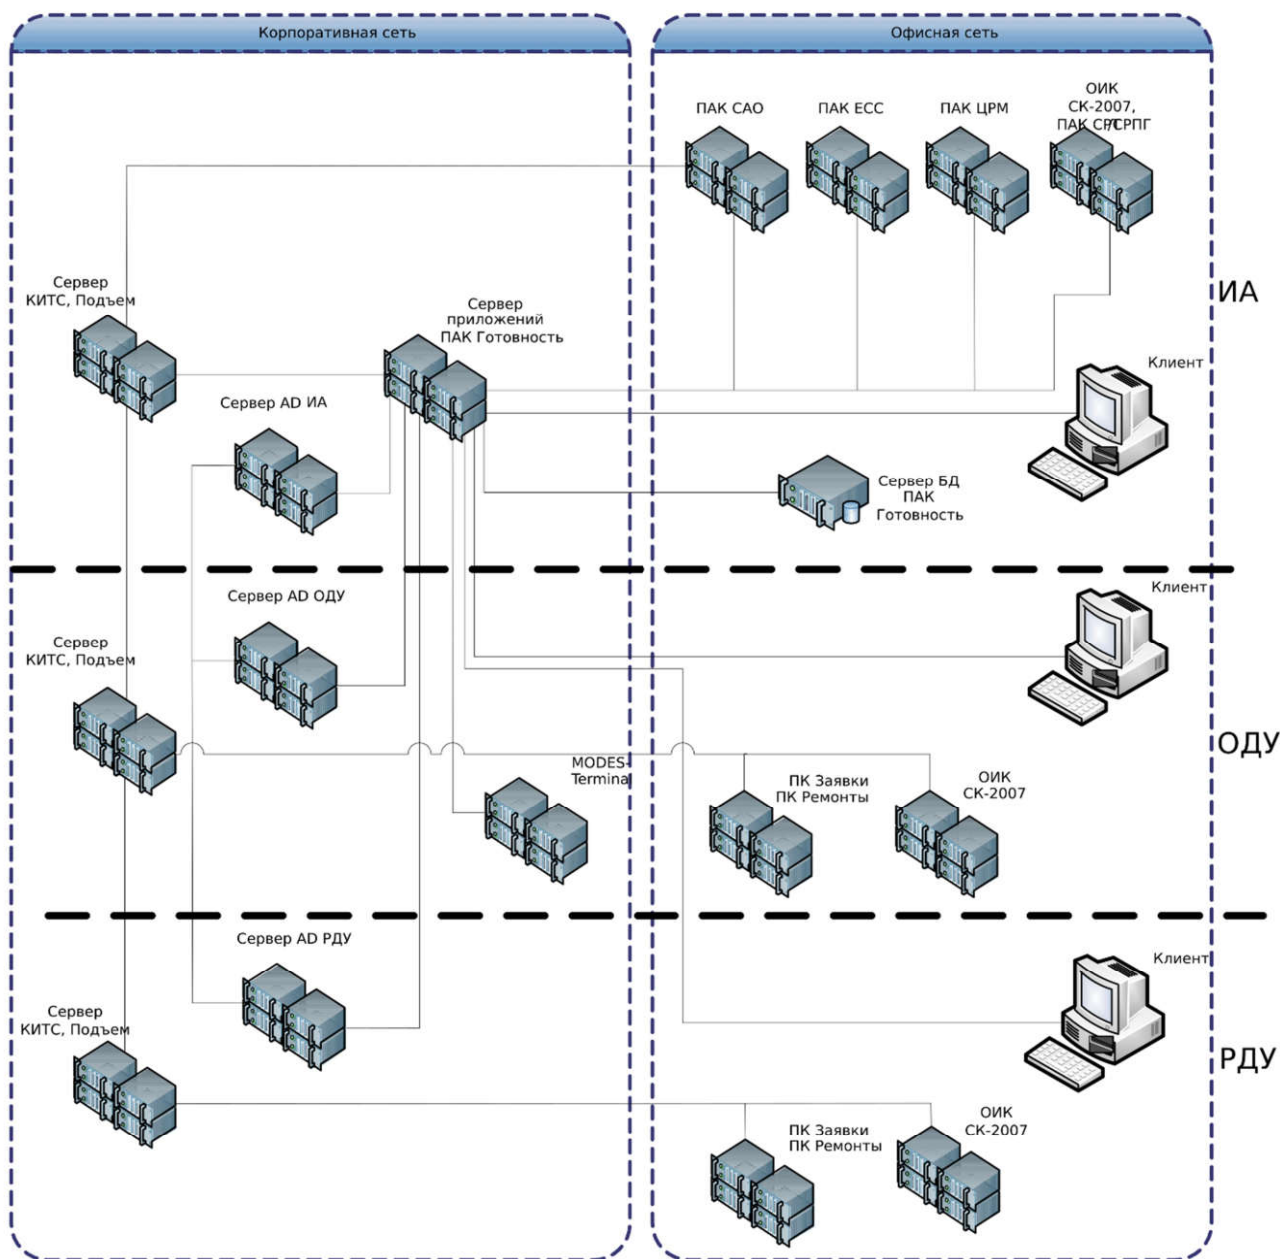 Корпоративная сеть
Офисная сеть
ПАК САО
ПАК ЕСС
ПАК ЦРМ
ОИК
СК-2007,
ПАК /СРПГ
ИА
Сервер
КИТС, Подъем
Сервер
приложений
ПАК Готовность
Клиент
Сервер AD ИА
Сервер БД
ПАК
Готовность
Сервер AD ОДУ
Клиент
Сервер
КИТС, Подъем
ОДУ
MODES-
Termina
ПК Заявки
ПК Ремонты
ОИК
СК-2007
Сервер AD РДУ
Клиент
Сервер
КИТС, Подъем
РДУ
ПК Заявки
ПК Ремонты
ОИК
СК-2007